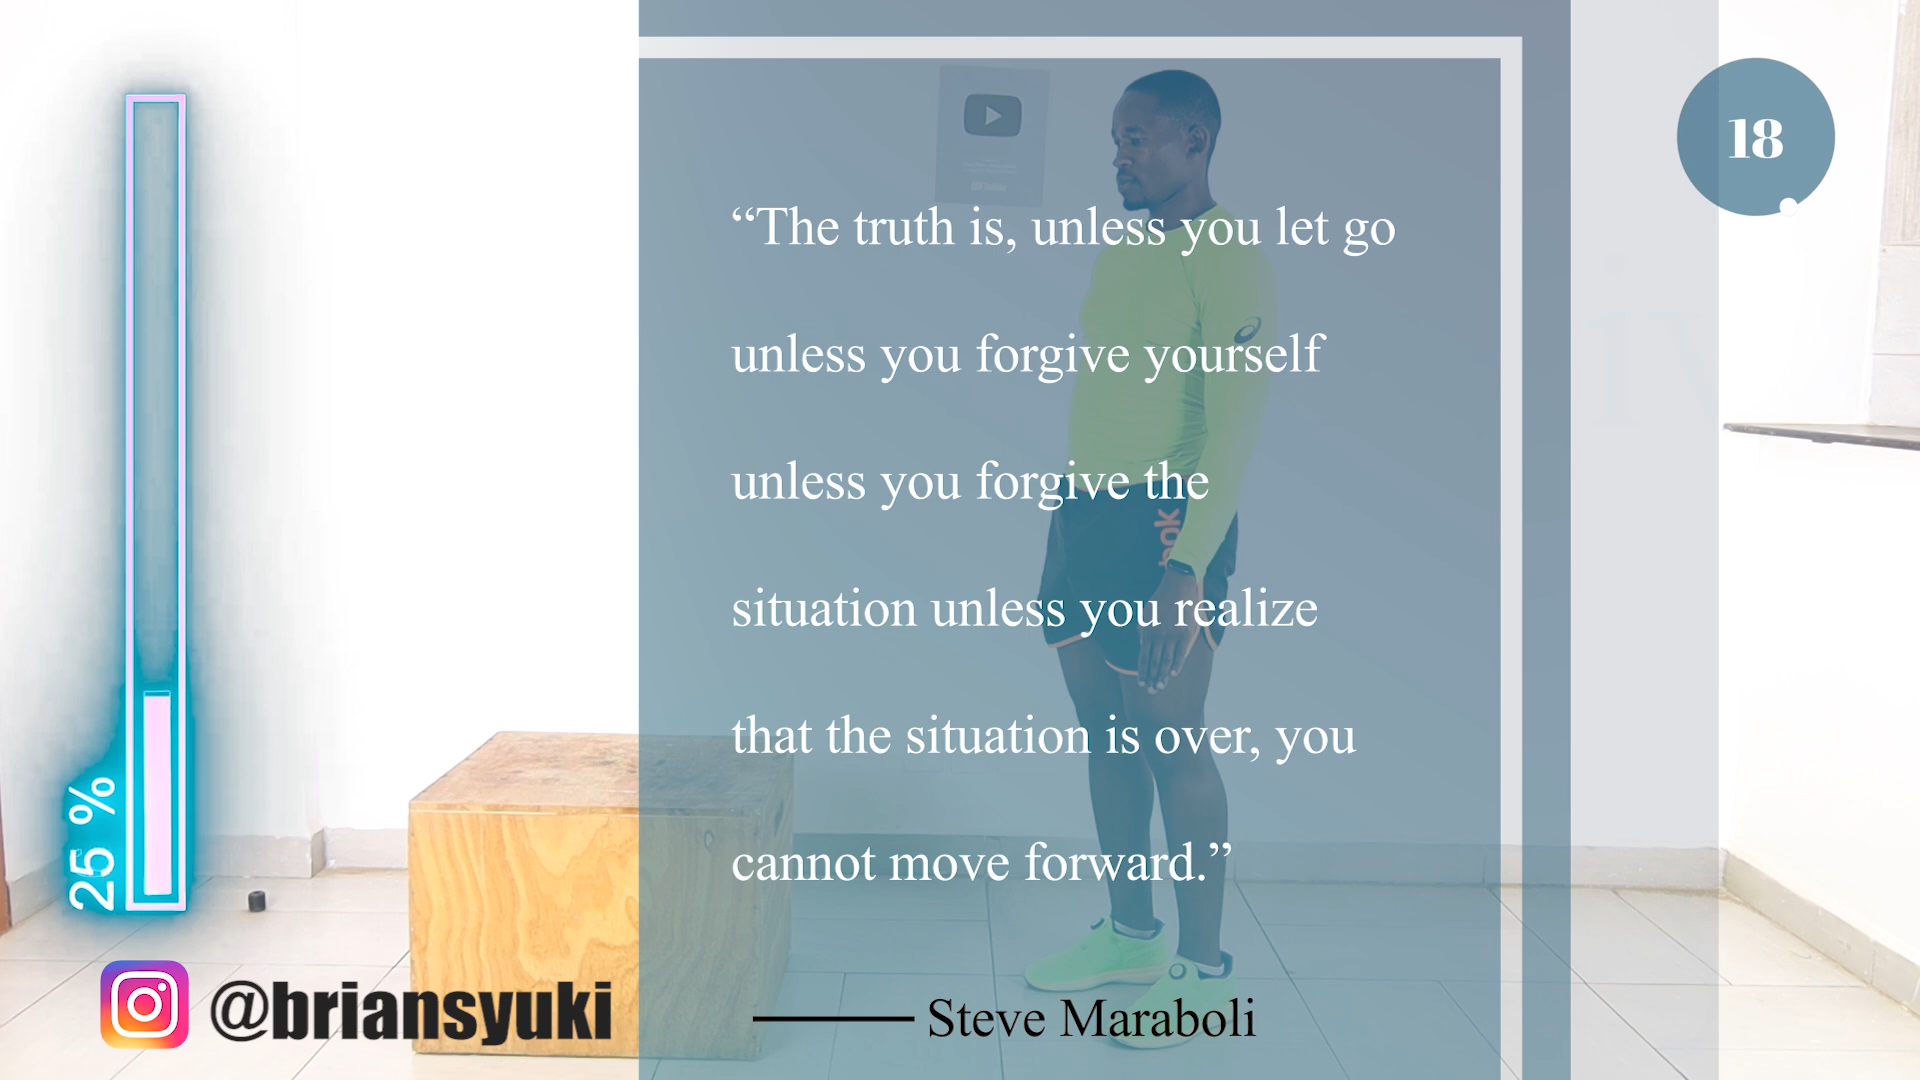 18
“The truth is, unless you let go
unless you forgive yourself
unless you forgive the
situation unless you realize
that the situation is over, you
cannot move forward.”
Steve Maraboli
25 %
@briansyuki